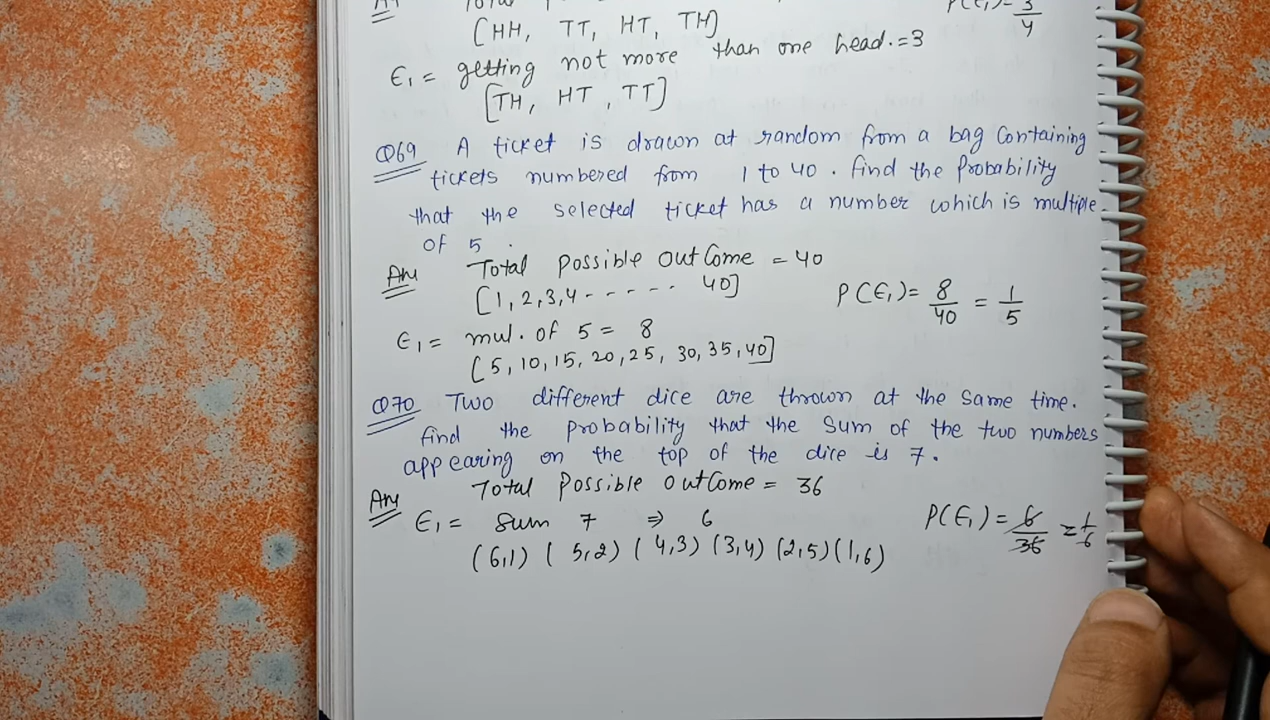 P(E₁) = 3/4
[HH, TT, HT, TH]
E₁ = getting not more than one head. = 3
[TH, HT, TT]
Q69 A ticket is drawn at random from a bag Containing
tickets numbered from 1 to 40. find the Probability
that the selected ticket has a number which is multiple
of 5.
Ans Total possible outcome = 40
[1, 2, 3, 4 - - - - - 40]
P(E₁) = 8/40 = 1/5
E₁ = mul. of 5 = 8
[5, 10, 15, 20, 25, 30, 35, 40]
Q70 Two different dice are thrown at the same time.
find the probability that the sum of the two numbers
appearing on the top of the dice is 7.
Ans Total possible outcome = 36
E₁ = Sum 7 ⇒ 6
P(E₁) = 6/36 = 1/6
(6,1) (5,2) (4,3) (3,4) (2,5) (1,6)